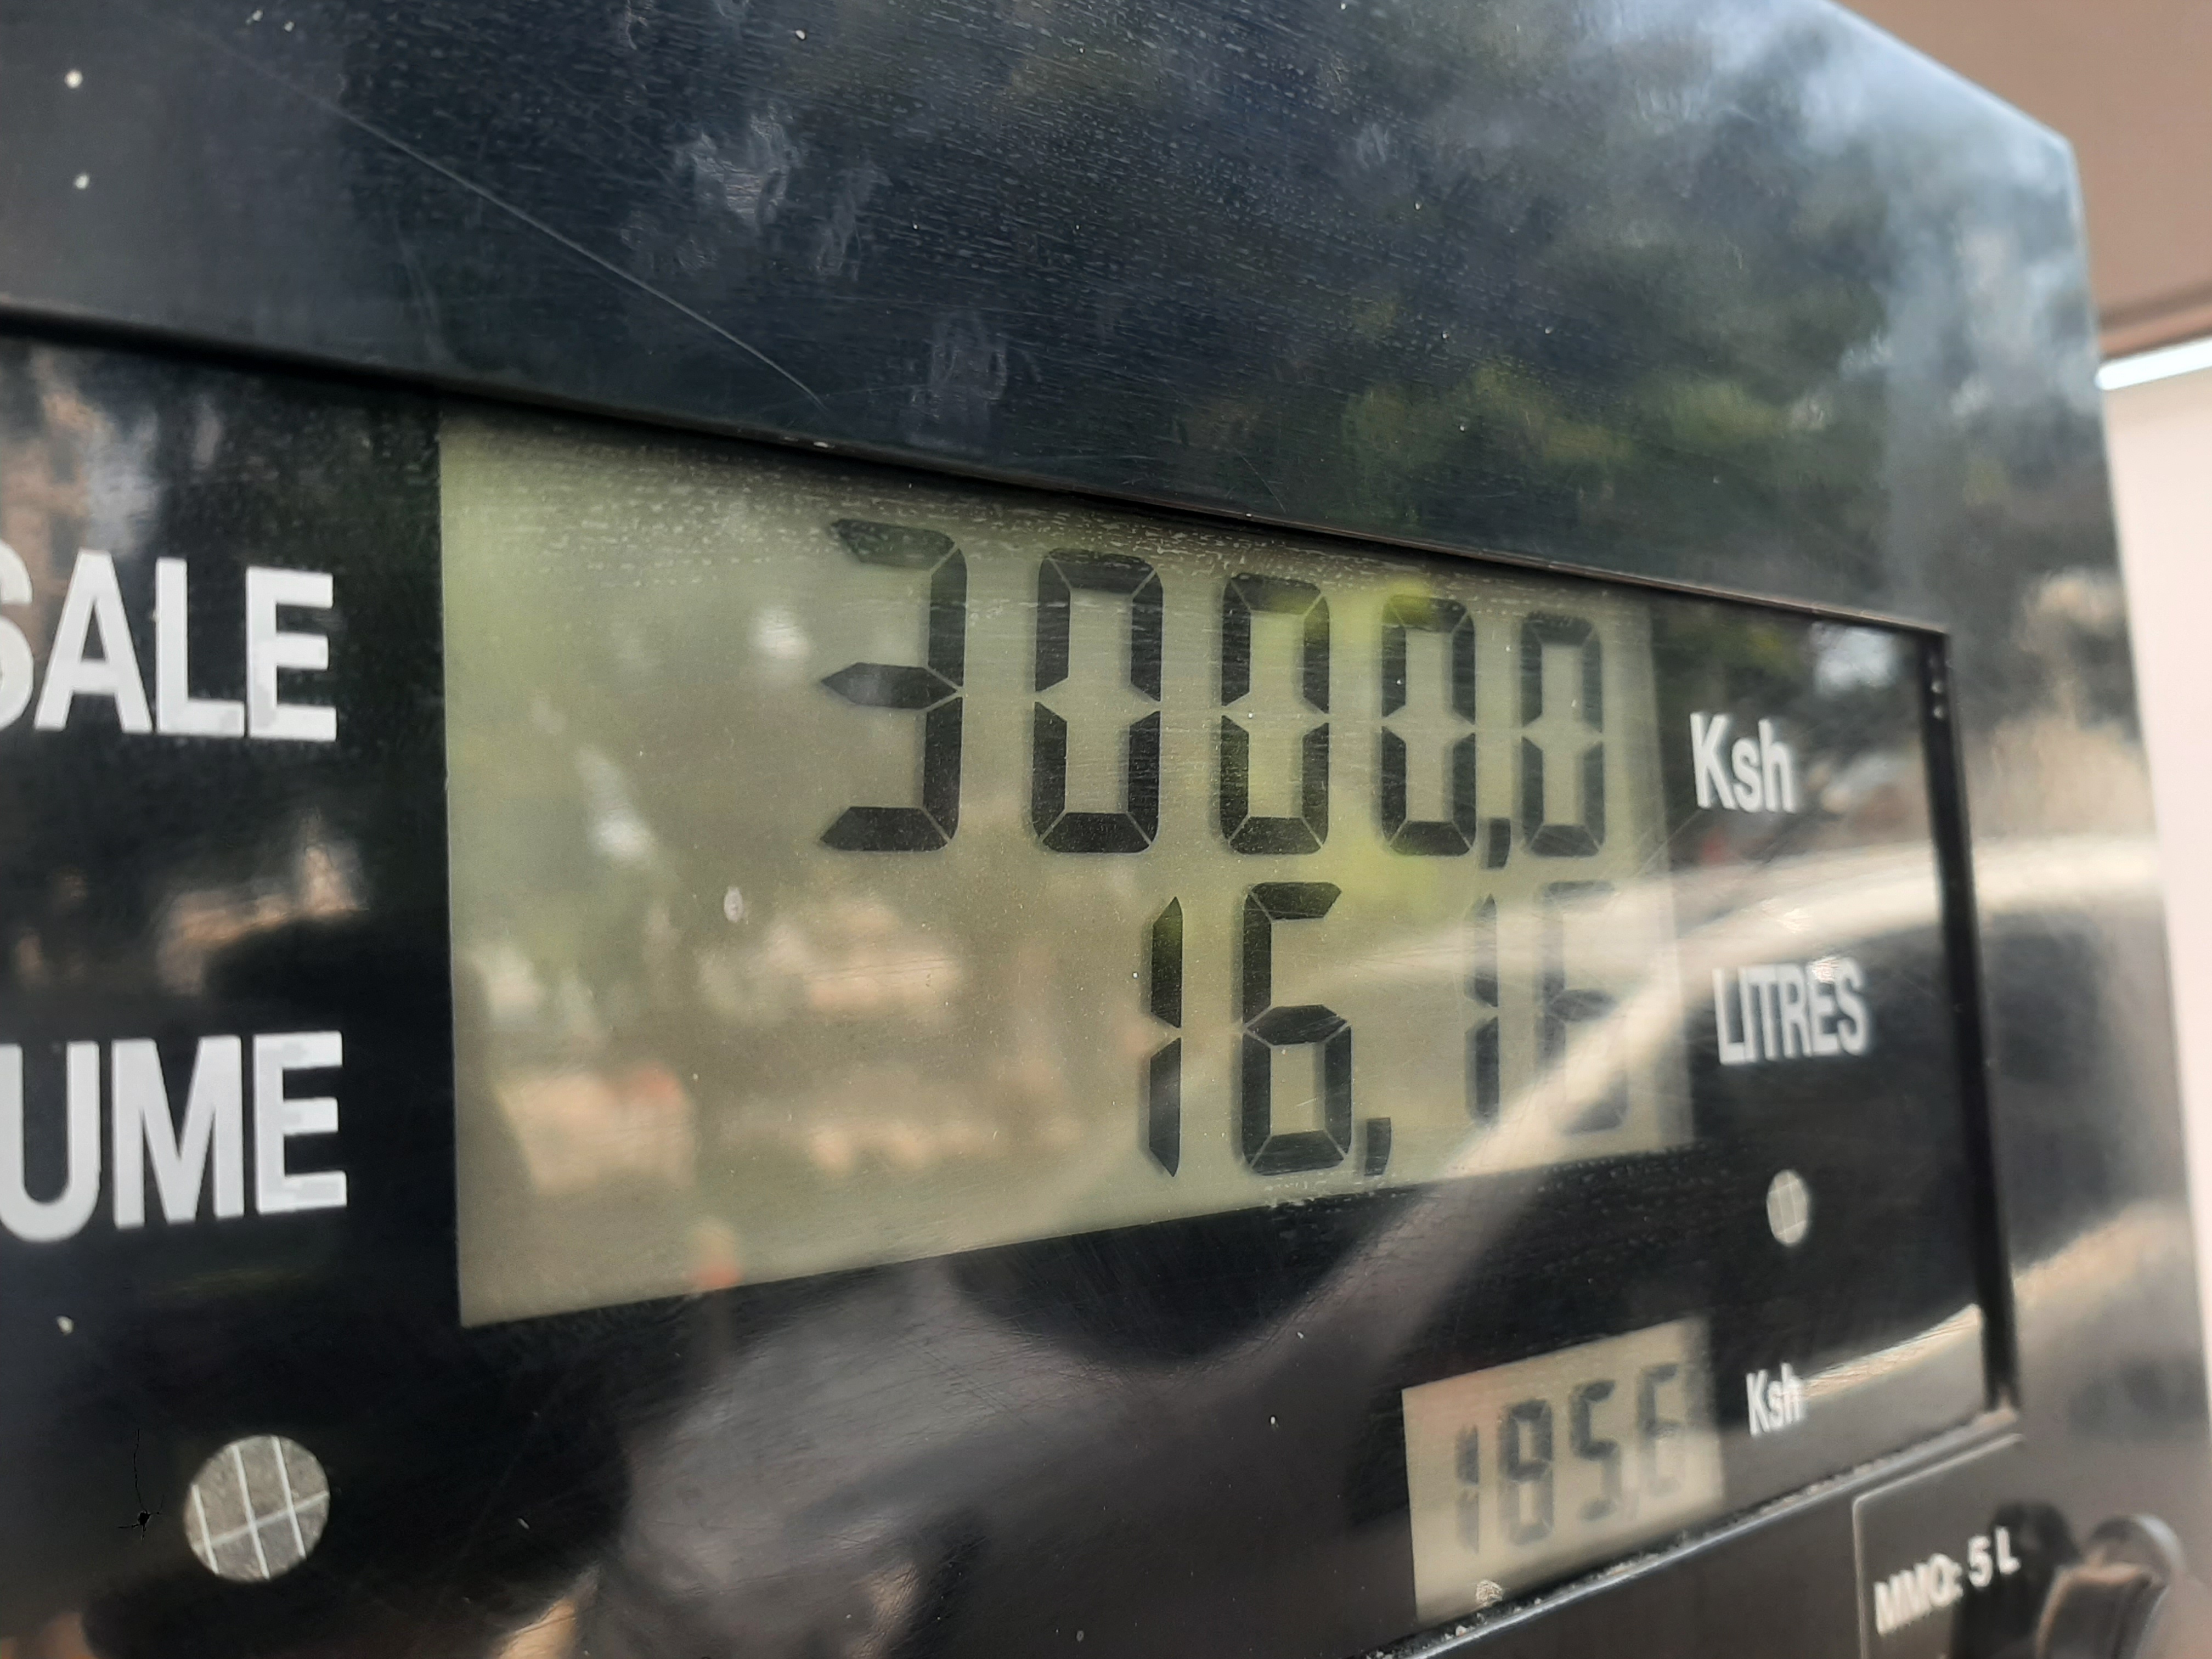 SALE 3000,0 Ksh
UME 16,16 LITRES
185,6 Ksh
MMQ: 5 L